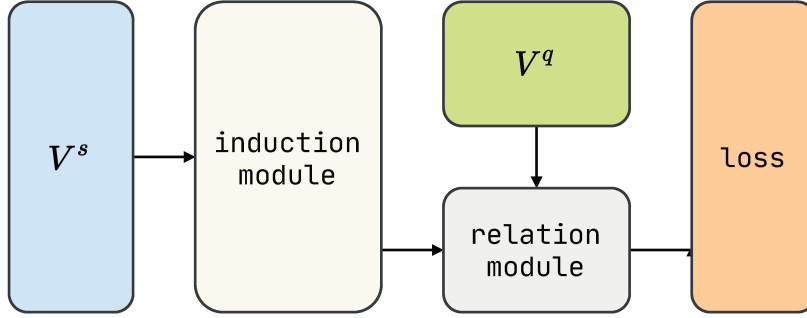 V^s
induction
module
V^q
relation
module
loss